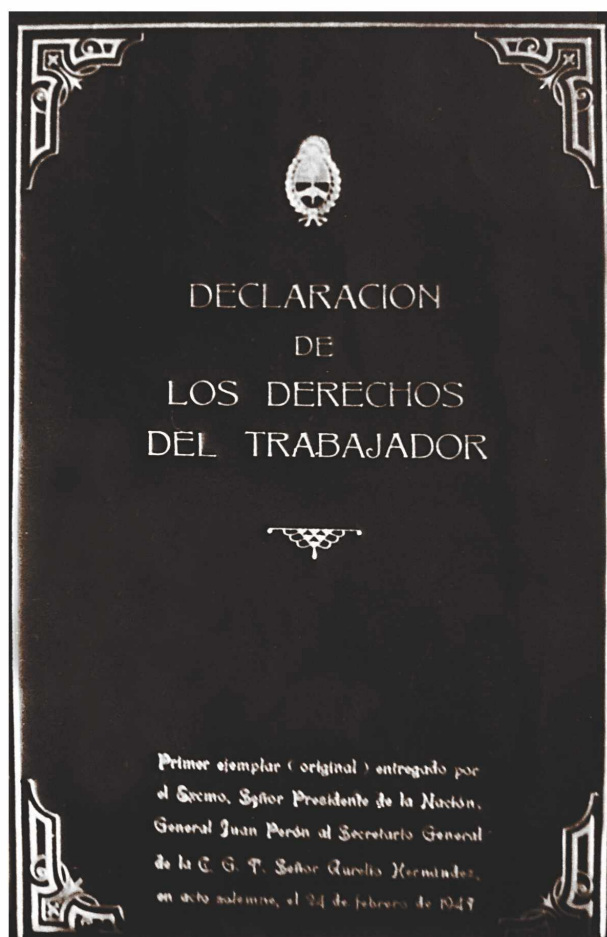 DECLARACION
DE
LOS DERECHOS
DEL TRABAJADOR
Primer ejemplar ( original ) entregado por
el Excmo. Señor Presidente de la Nación,
General Juan Perón al Secretario General
de la C. G. T. Señor Aurelio Hernández,
en acto solemne, el 24 de febrero de 1947